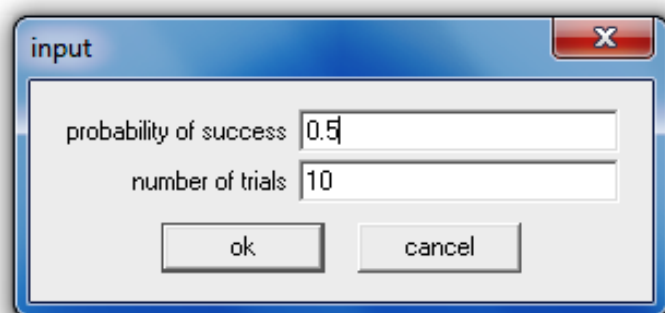 input
probability of success 0.5
number of trials 10
ok cancel